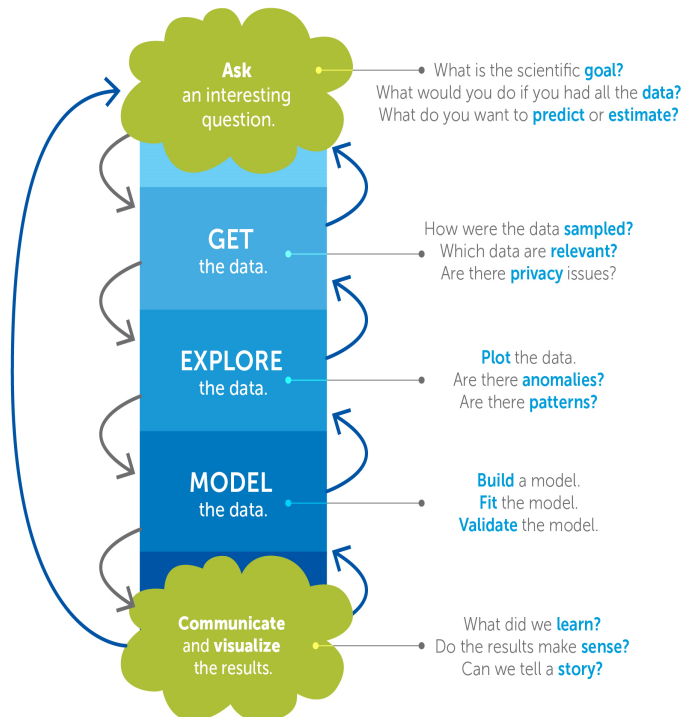 Ask
an interesting
question.
What is the scientific goal?
What would you do if you had all the data?
What do you want to predict or estimate?
GET
the data.
How were the data sampled?
Which data are relevant?
Are there privacy issues?
EXPLORE
the data.
Plot the data.
Are there anomalies?
Are there patterns?
MODEL
the data.
Build a model.
Fit the model.
Validate the model.
Communicate
and visualize
the results.
What did we learn?
Do the results make sense?
Can we tell a story?